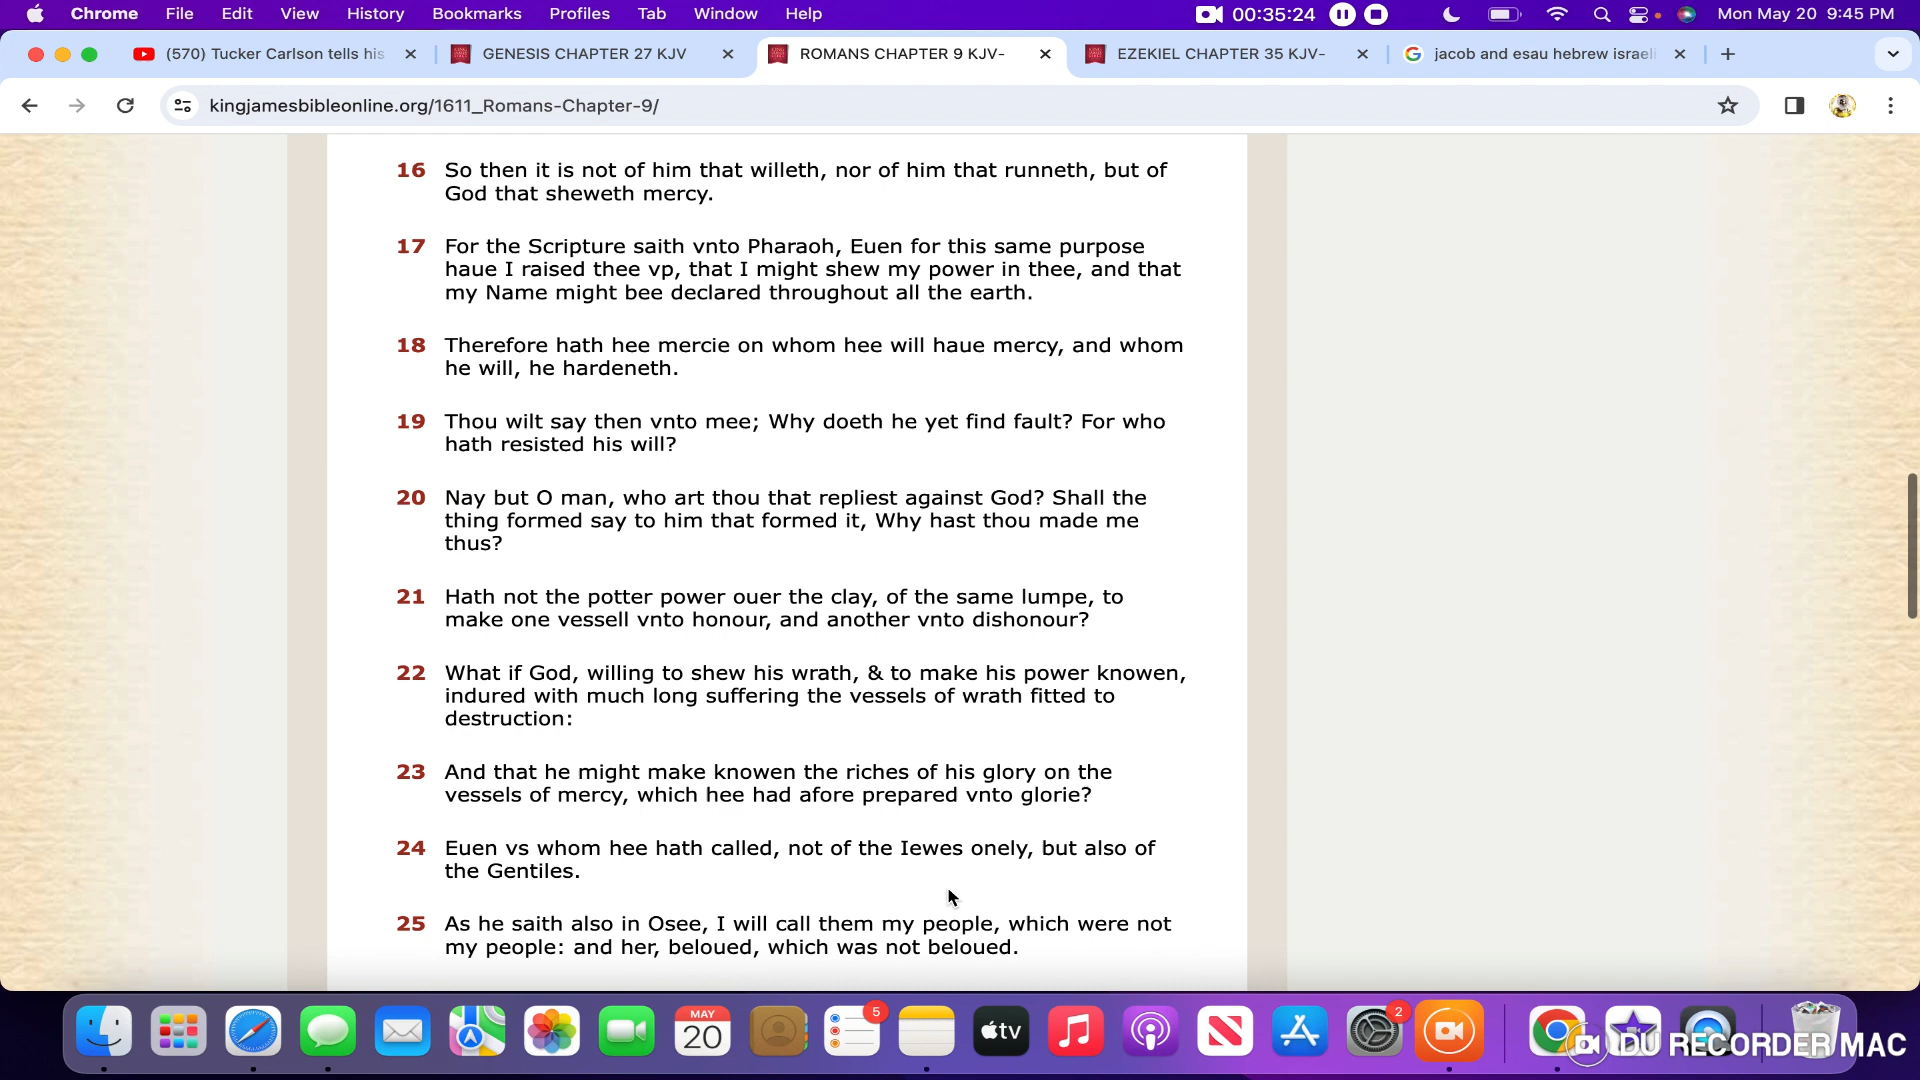 Chrome File Edit View History Bookmarks Profiles Tab Window Help 00:35:24 Mon May 20 9:45 PM
(570) Tucker Carlson tells his GENESIS CHAPTER 27 KJV ROMANS CHAPTER 9 KJV- EZEKIEL CHAPTER 35 KJV- jacob and esau hebrew israeli
kingjamesbibleonline.org/1611_Romans-Chapter-9/
16 So then it is not of him that willeth, nor of him that runneth, but of
God that sheweth mercy.
17 For the Scripture saith vnto Pharaoh, Euen for this same purpose
haue I raised thee vp, that I might shew my power in thee, and that
my Name might bee declared throughout all the earth.
18 Therefore hath hee mercie on whom hee will haue mercy, and whom
he will, he hardeneth.
19 Thou wilt say then vnto mee; Why doeth he yet find fault? For who
hath resisted his will?
20 Nay but O man, who art thou that repliest against God? Shall the
thing formed say to him that formed it, Why hast thou made me
thus?
21 Hath not the potter power ouer the clay, of the same lumpe, to
make one vessell vnto honour, and another vnto dishonour?
22 What if God, willing to shew his wrath, & to make his power knowen,
indured with much long suffering the vessels of wrath fitted to
destruction:
23 And that he might make knowen the riches of his glory on the
vessels of mercy, which hee had afore prepared vnto glorie?
24 Euen vs whom hee hath called, not of the Iewes onely, but also of
the Gentiles.
25 As he saith also in Osee, I will call them my people, which were not
my people: and her, beloued, which was not beloued.
MAY
20
5
tv
2
DU RECORDER MAC